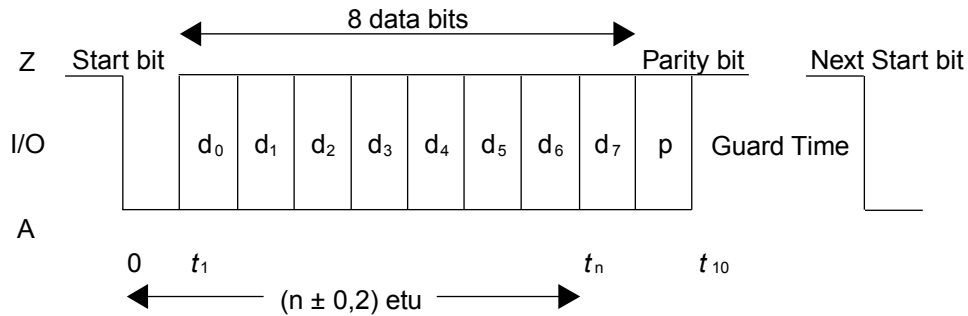 8 data bits
Z Start bit Parity bit Next Start bit
I/O d0 d1 d2 d3 d4 d5 d6 d7 p Guard Time
A
0 t1 tn t10
(n ± 0,2) etu